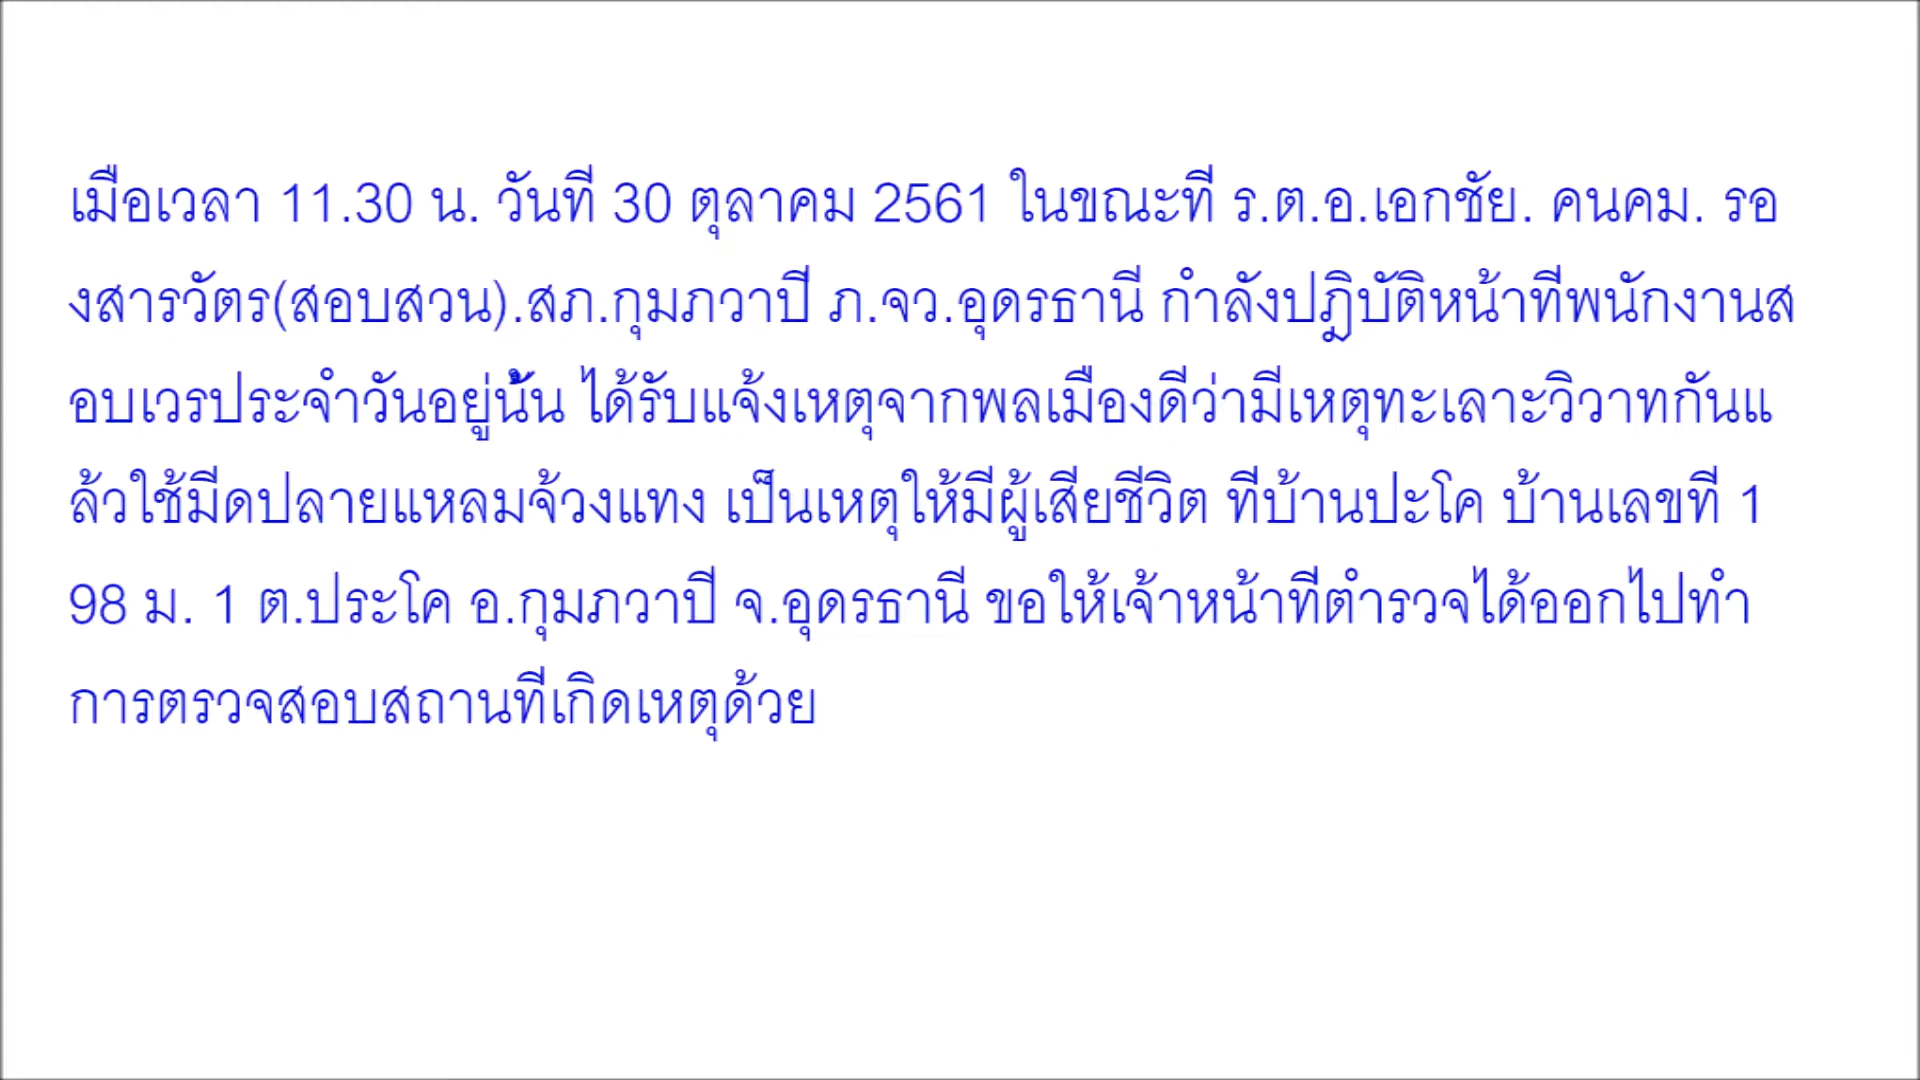 เมื่อเวลา 11.30 น. วันที่ 30 ตุลาคม 2561 ในขณะที่ ร.ต.อ.เอกชัย. คนคม. รอ
งสารวัตร(สอบสวน).สภ.กุมภวาปี ภ.จว.อุดรธานี กำลังปฎิบัติหน้าที่พนักงานส
อบเวรประจำวันอยู่นั้น ได้รับแจ้งเหตุจากพลเมืองดีว่ามีเหตุทะเลาะวิวาทกันแ
ล้วใช้มีดปลายแหลมจ้วงแทง เป็นเหตุให้มีผู้เสียชีวิต ที่บ้านปะโค บ้านเลขที่ 1
98 ม. 1 ต.ประโค อ.กุมภวาปี จ.อุดรธานี ขอให้เจ้าหน้าที่ตำรวจได้ออกไปทำ
การตรวจสอบสถานที่เกิดเหตุด้วย